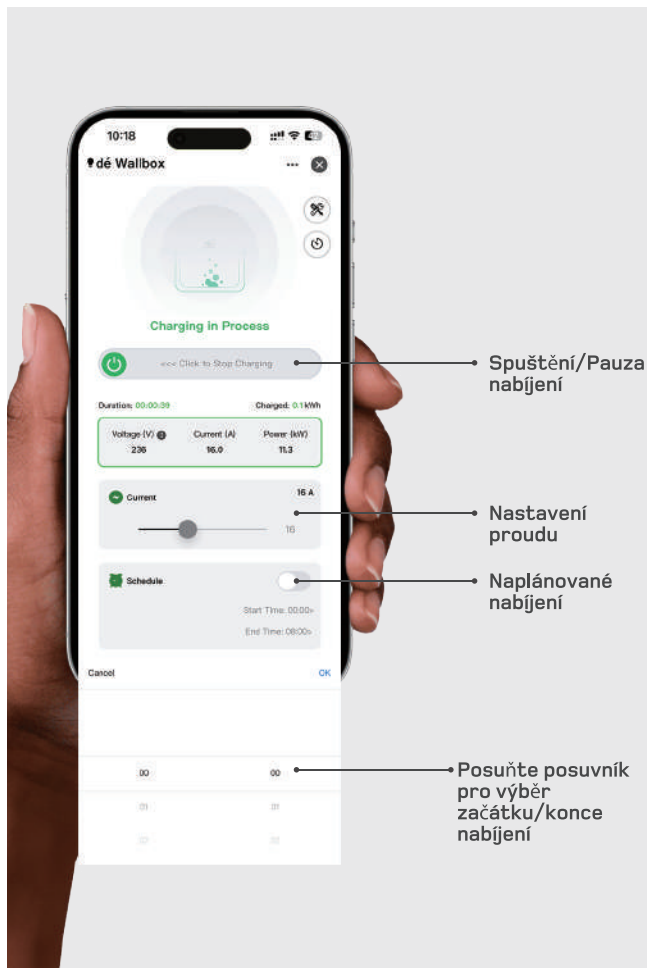 10:18
dé Wallbox
Charging in Process
<<< Click to Stop Charging
Spuštění/Pauza
nabíjení
Duration: 00:00:39 Charged: 0.1 kWh
Voltage (V) Current (A) Power (kW)
236 16.0 11.3
Current 16 A
16
Nastavení
proudu
Schedule
Naplánované
nabíjení
Start Time: 00:00>
End Time: 08:00>
Cancel OK
00 00
01 01
02 02
Posuňte posuvník
pro výběr
začátku/konce
nabíjení